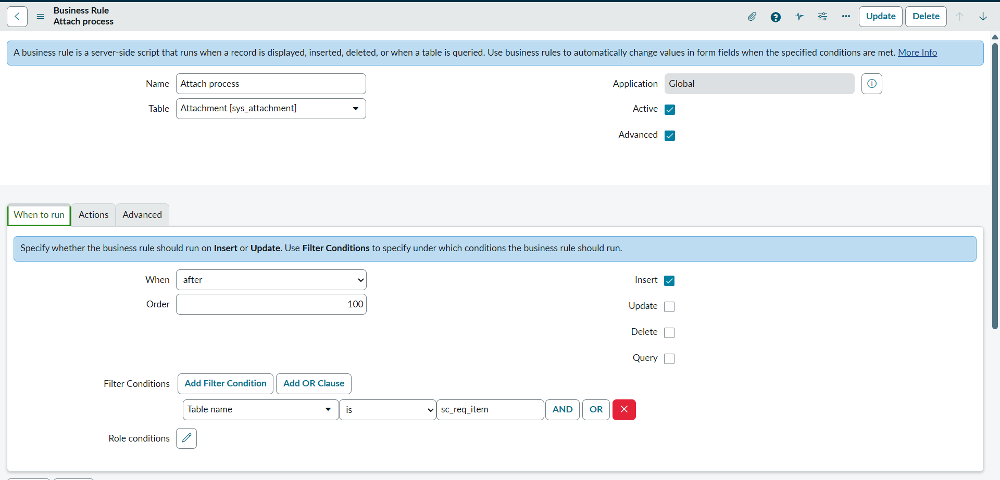 Business Rule
Attach process
Update
Delete
A business rule is a server-side script that runs when a record is displayed, inserted, deleted, or when a table is queried. Use business rules to automatically change values in form fields when the specified conditions are met. More Info
Name Attach process
Application Global
Table Attachment [sys_attachment]
Active
Advanced
When to run Actions Advanced
Specify whether the business rule should run on Insert or Update. Use Filter Conditions to specify under which conditions the business rule should run.
When after
Insert
Order 100
Update
Delete
Query
Filter Conditions Add Filter Condition Add OR Clause
Table name is sc_req_item AND OR
Role conditions